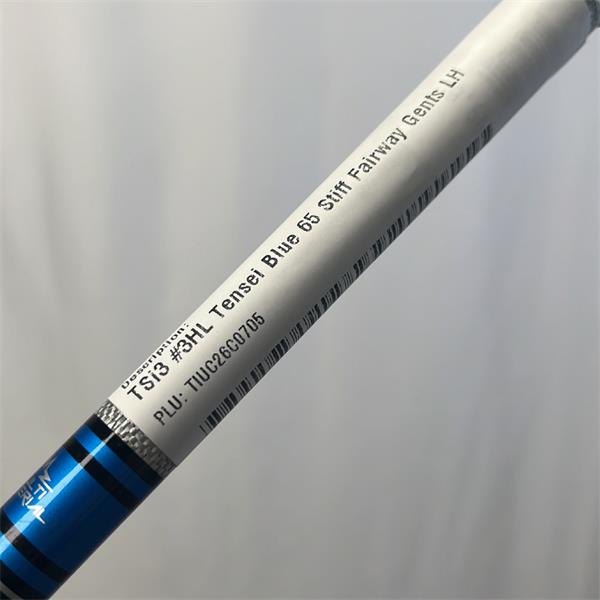 Description:
TSi3 #3HL Tensei Blue 65 Stiff Fairway Gents LH
PLU: TIUC26C0705